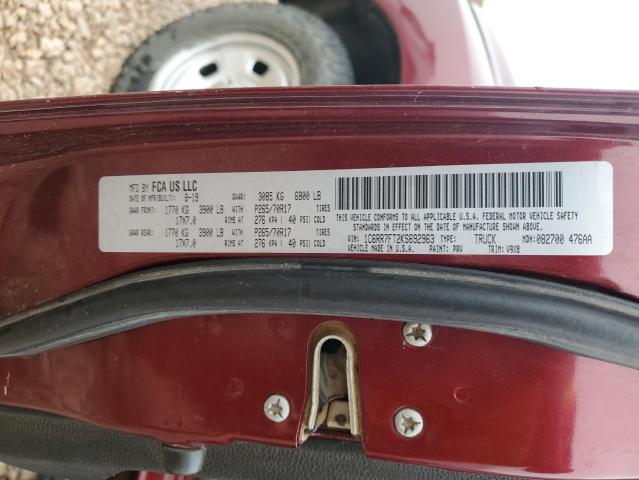 MFD BY FCA US LLC
DATE OF MFR/BUILT: 8-19 GVWR: 3085 KG 6800 LB
GAWR FRONT: 1770 KG 3900 LB WITH P265/70R17 TIRES
17X7.0 RIMS AT 276 KPA ( 40 PSI) COLD
GAWR REAR: 1770 KG 3900 LB WITH P265/70R17 TIRES
17X7.0 RIMS AT 276 KPA ( 40 PSI) COLD
THIS VEHICLE CONFORMS TO ALL APPLICABLE U.S.A. FEDERAL MOTOR VEHICLE SAFETY
STANDARDS IN EFFECT ON THE DATE OF MANUFACTURE SHOWN ABOVE.
VIN: 1C6RR7FT2KS692963 TYPE: TRUCK MDH: 082700 476AA
VEHICLE MADE IN U.S.A. PAINT: PRV TRIM: V9X8